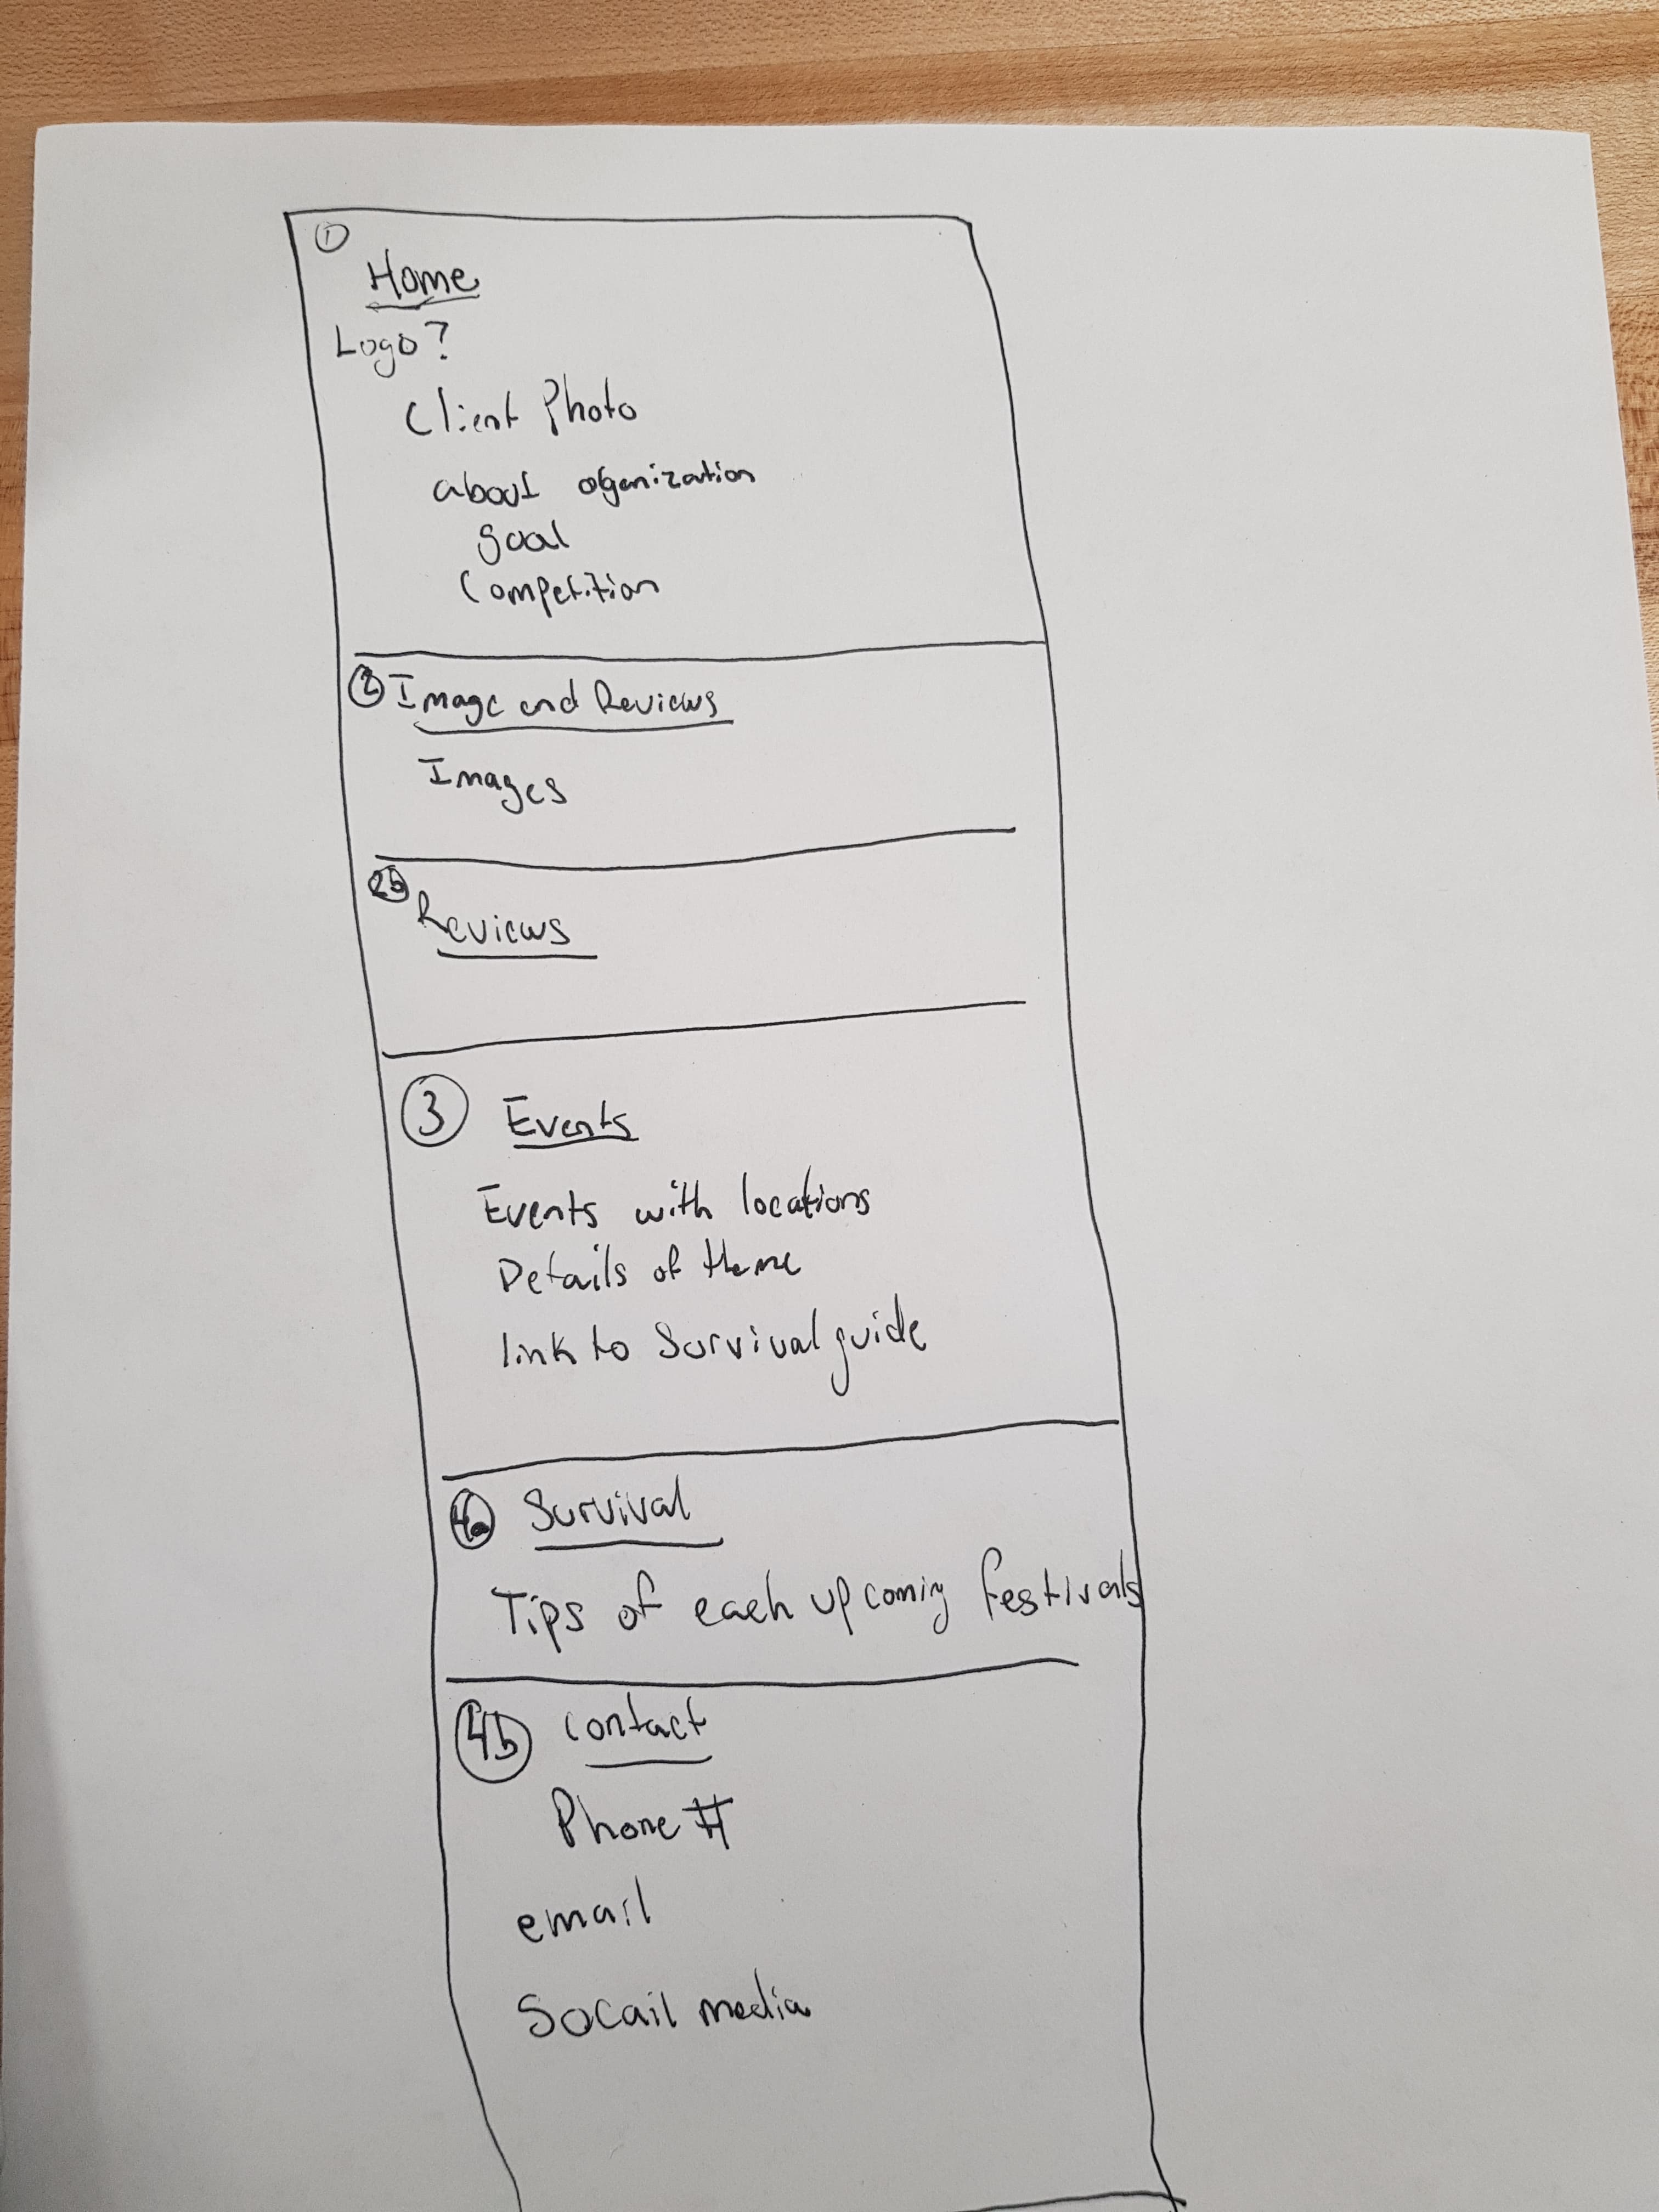 1
Home
Logo?
Client Photo
about organization
goal
Competition
2 Image and Reviews
Images
2b
Reviews
3 Events
Events with locations
Details of theme
link to Survival guide
4a Survival
Tips of each upcoming festivals
4b contact
Phone #
email
Socail media